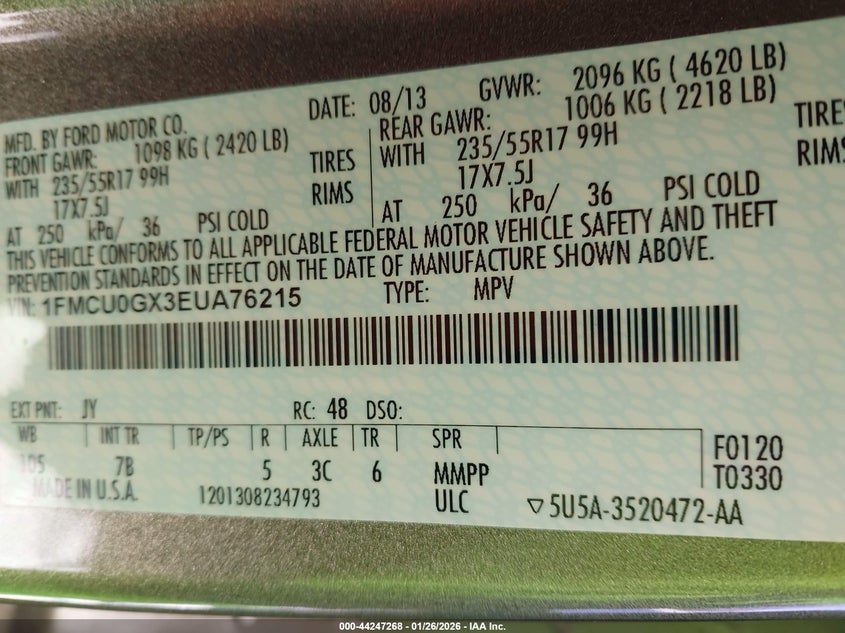 MFD. BY FORD MOTOR CO. DATE: 08/13 GVWR: 2096 KG ( 4620 LB)
FRONT GAWR: 1098 KG ( 2420 LB) REAR GAWR: 1006 KG ( 2218 LB)
WITH 235/55R17 99H TIRES WITH 235/55R17 99H TIRES
17X7.5J RIMS 17X7.5J RIMS
AT 250 kPa/ 36 PSI COLD AT 250 kPa/ 36 PSI COLD
THIS VEHICLE CONFORMS TO ALL APPLICABLE FEDERAL MOTOR VEHICLE SAFETY AND THEFT
PREVENTION STANDARDS IN EFFECT ON THE DATE OF MANUFACTURE SHOWN ABOVE.
VIN: 1FMCU0GX3EUA76215 TYPE: MPV
EXT PNT: JY RC: 48 DSO:
WB INT TR TP/PS R AXLE TR SPR
105 7B 5 3C 6 MMPP
F0120
T0330
MADE IN U.S.A. 1201308234793 ULC ▽5U5A-3520472-AA
000-44247268 - 01/26/2026 - IAA Inc.